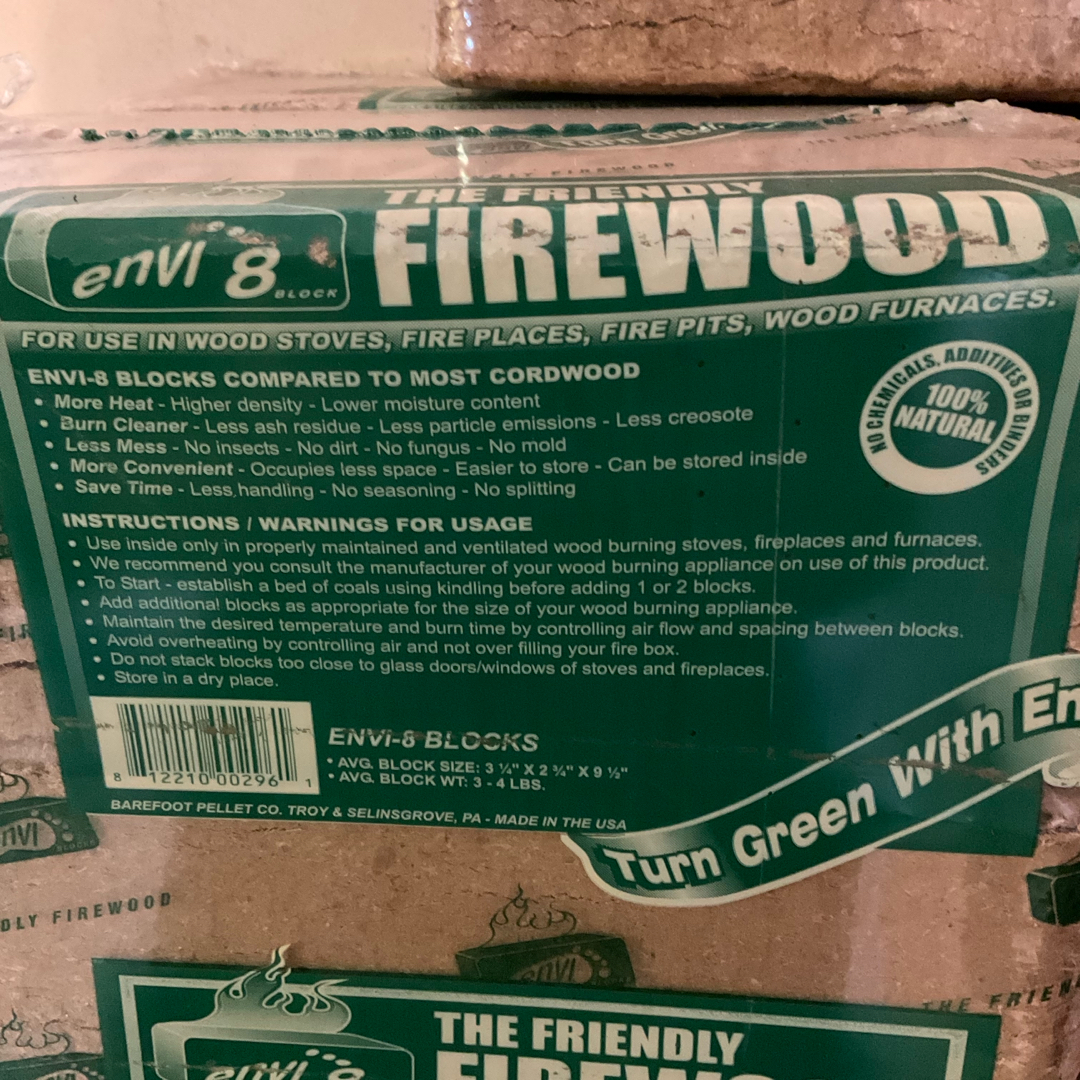 Turn Green
THE FRIENDLY
FIREWOOD
enVI 8
BLOCK
FOR USE IN WOOD STOVES, FIRE PLACES, FIRE PITS, WOOD FURNACES.
ENVI-8 BLOCKS COMPARED TO MOST CORDWOOD
• More Heat - Higher density - Lower moisture content
• Burn Cleaner - Less ash residue - Less particle emissions - Less creosote
• Less Mess - No insects - No dirt - No fungus - No mold
• More Convenient - Occupies less space - Easier to store - Can be stored inside
• Save Time - Less handling - No seasoning - No splitting
NO CHEMICALS, ADDITIVES OR BINDERS
100%
NATURAL
INSTRUCTIONS / WARNINGS FOR USAGE
• Use inside only in properly maintained and ventilated wood burning stoves, fireplaces and furnaces.
• We recommend you consult the manufacturer of your wood burning appliance on use of this product.
• To Start - establish a bed of coals using kindling before adding 1 or 2 blocks.
• Add additional blocks as appropriate for the size of your wood burning appliance.
• Maintain the desired temperature and burn time by controlling air flow and spacing between blocks.
• Avoid overheating by controlling air and not over filling your fire box.
• Do not stack blocks too close to glass doors/windows of stoves and fireplaces.
• Store in a dry place.
8 12210 00296 1
ENVI-8 BLOCKS
• AVG. BLOCK SIZE: 3 ¼" X 2 ¾" X 9 ½"
• AVG. BLOCK WT: 3 - 4 LBS.
BAREFOOT PELLET CO. TROY & SELINSGROVE, PA - MADE IN THE USA
Turn Green With En
DLY FIREWOOD
enVI
THE FRIEN
THE FRIENDLY
enVI 8